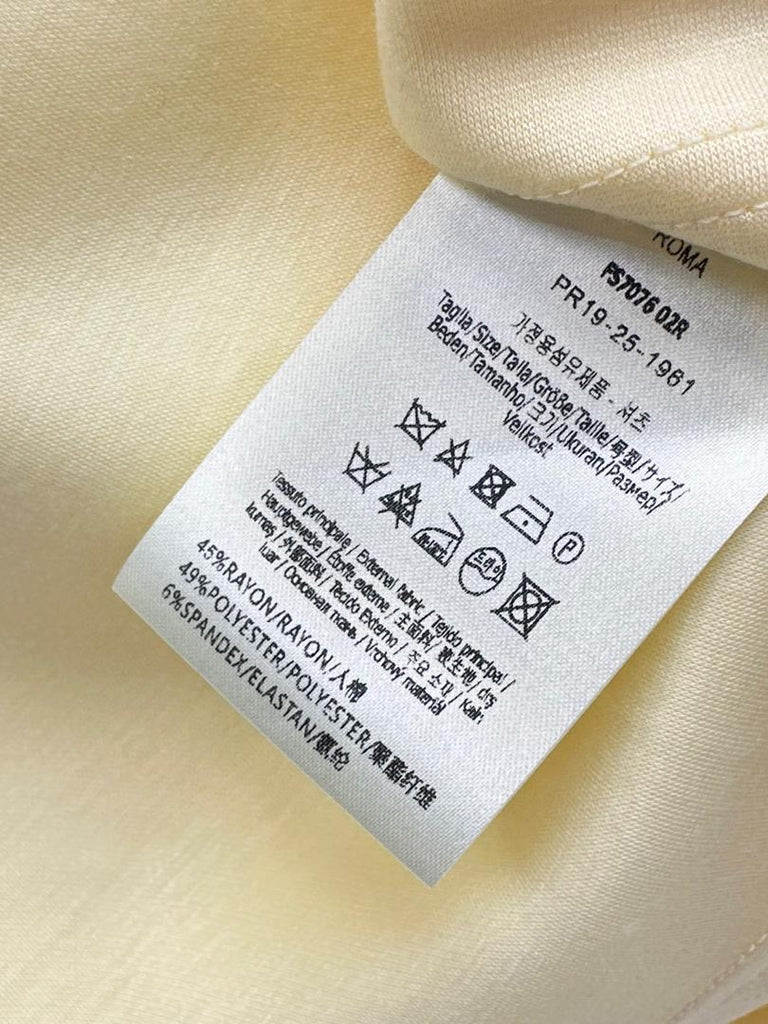 ROMA
FS7076 02R
PR19-25-1961
가정용섬유제품 - 셔츠
Taglia/Size/Talla/Größe/Taille/号型/サイズ/
Beden/Tamanho/크기/Ukuran/Размер/
Velikost
P
드라이
Tessuto principale / External fabric / Tejido principal /
Hauptgewebe / Étoffe externe / 主面料 / 表生地 / dış
kumaş / 外層面料 / Tecido Externo / 주요 소재 / Kain
luar / Основная ткань / Vrchový materiál
45%RAYON/RAYON/人棉
49%POLYESTER/POLYESTER/聚酯纤维
6%SPANDEX/ELASTAN/氨纶